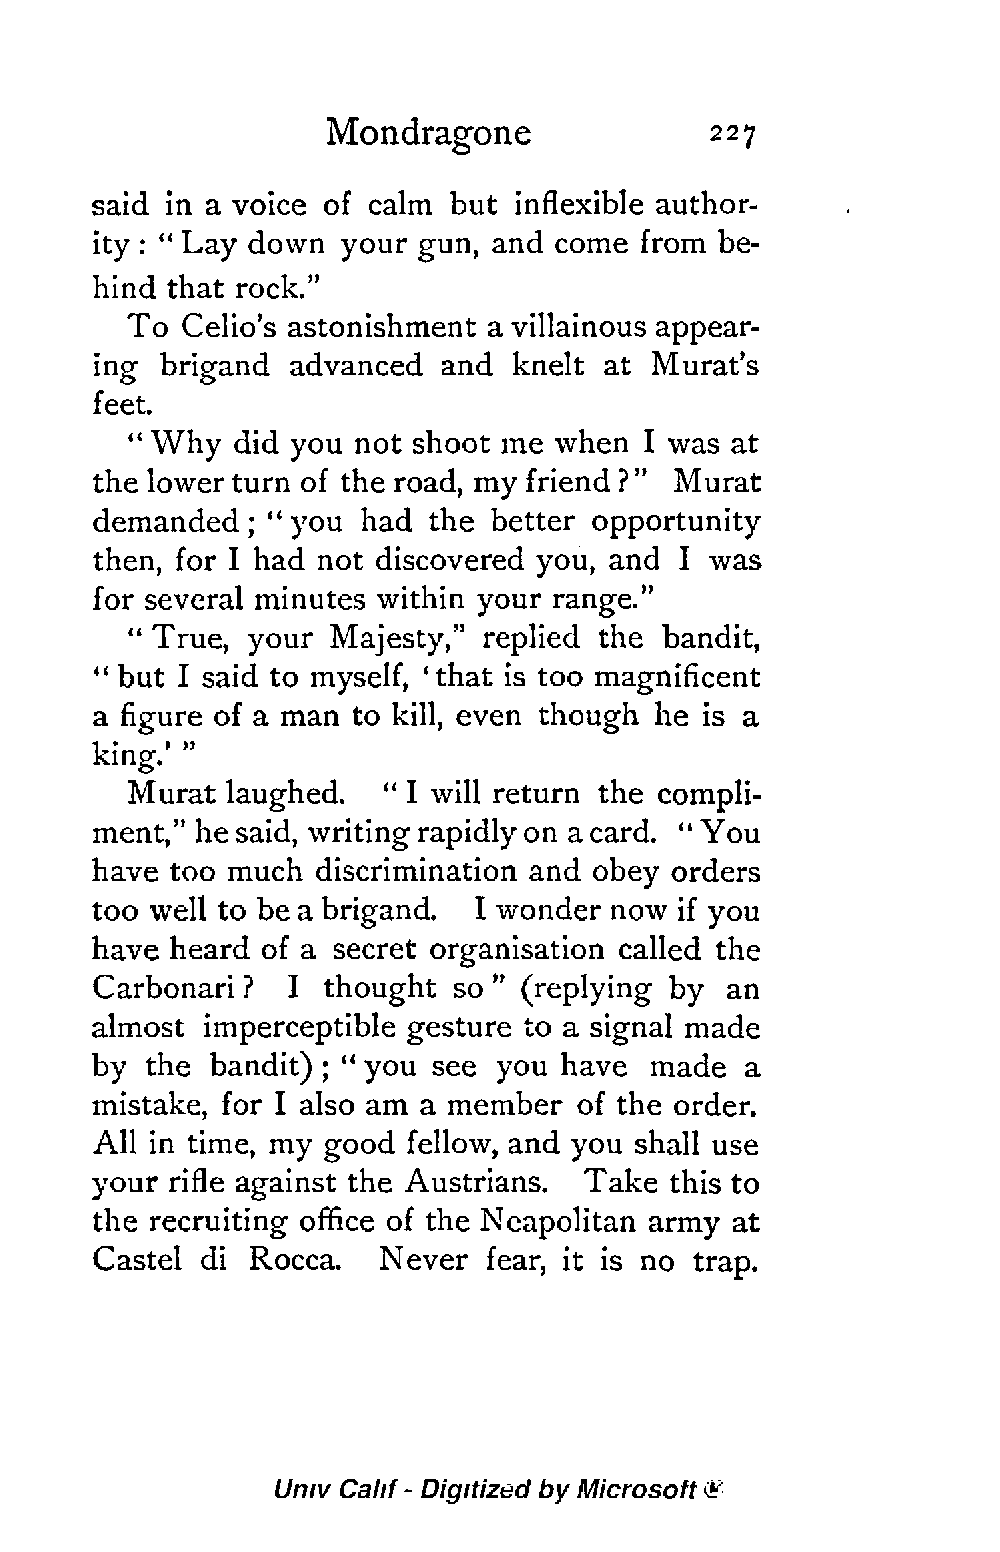 Mondragone 227
said in a voice of calm but inflexible author-
ity : " Lay down your gun, and come from be-
hind that rock."
To Celio's astonishment a villainous appear-
ing brigand advanced and knelt at Murat's
feet.
" Why did you not shoot me when I was at
the lower turn of the road, my friend ?" Murat
demanded ; " you had the better opportunity
then, for I had not discovered you, and I was
for several minutes within your range."
" True, your Majesty," replied the bandit,
" but I said to myself, ' that is too magnificent
a figure of a man to kill, even though he is a
king.' "
Murat laughed. " I will return the compli-
ment," he said, writing rapidly on a card. " You
have too much discrimination and obey orders
too well to be a brigand. I wonder now if you
have heard of a secret organisation called the
Carbonari ? I thought so " (replying by an
almost imperceptible gesture to a signal made
by the bandit) ; " you see you have made a
mistake, for I also am a member of the order.
All in time, my good fellow, and you shall use
your rifle against the Austrians. Take this to
the recruiting office of the Neapolitan army at
Castel di Rocca. Never fear, it is no trap.
Univ Calif - Digitized by Microsoft ®